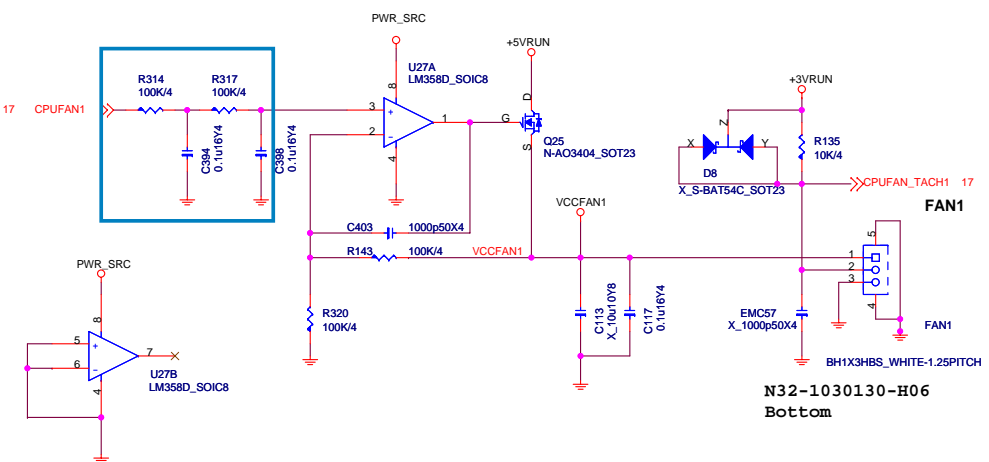 PWR_SRC
U27A
LM358D_SOIC8
8
3
+
2
-
1
4
R314
100K/4
R317
100K/4
17 CPUFAN1
C394
0.1u16Y4
C398
0.1u16Y4
+5VRUN
D
G
S
Q25
N-AO3404_SOT23
+3VRUN
Z
X
Y
D8
X_S-BAT54C_SOT23
R135
10K/4
CPUFAN_TACH1 17
FAN1
C403
1000p50X4
R143
100K/4
VCCFAN1
VCCFAN1
R320
100K/4
C113
X_10u10Y8
C117
0.1u16Y4
EMC57
X_1000p50X4
5
1
2
3
4
FAN1
BH1X3HBS_WHITE-1.25PITCH
N32-1030130-H06
Bottom
PWR_SRC
8
5
+
6
-
7
4
U27B
LM358D_SOIC8